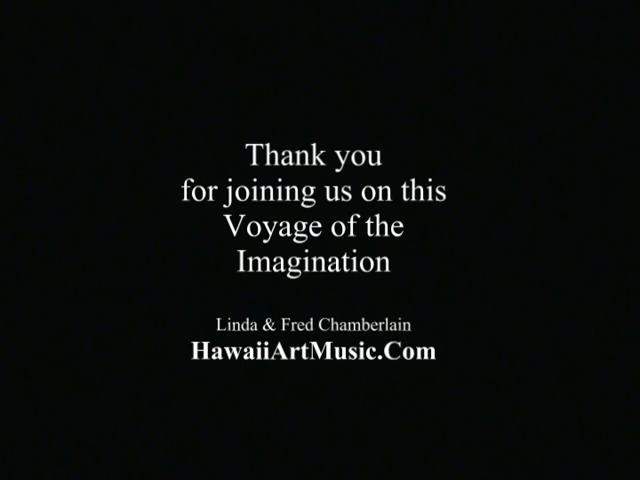 Thank you
for joining us on this
Voyage of the
Imagination
Linda & Fred Chamberlain
HawaiiArtMusic.Com